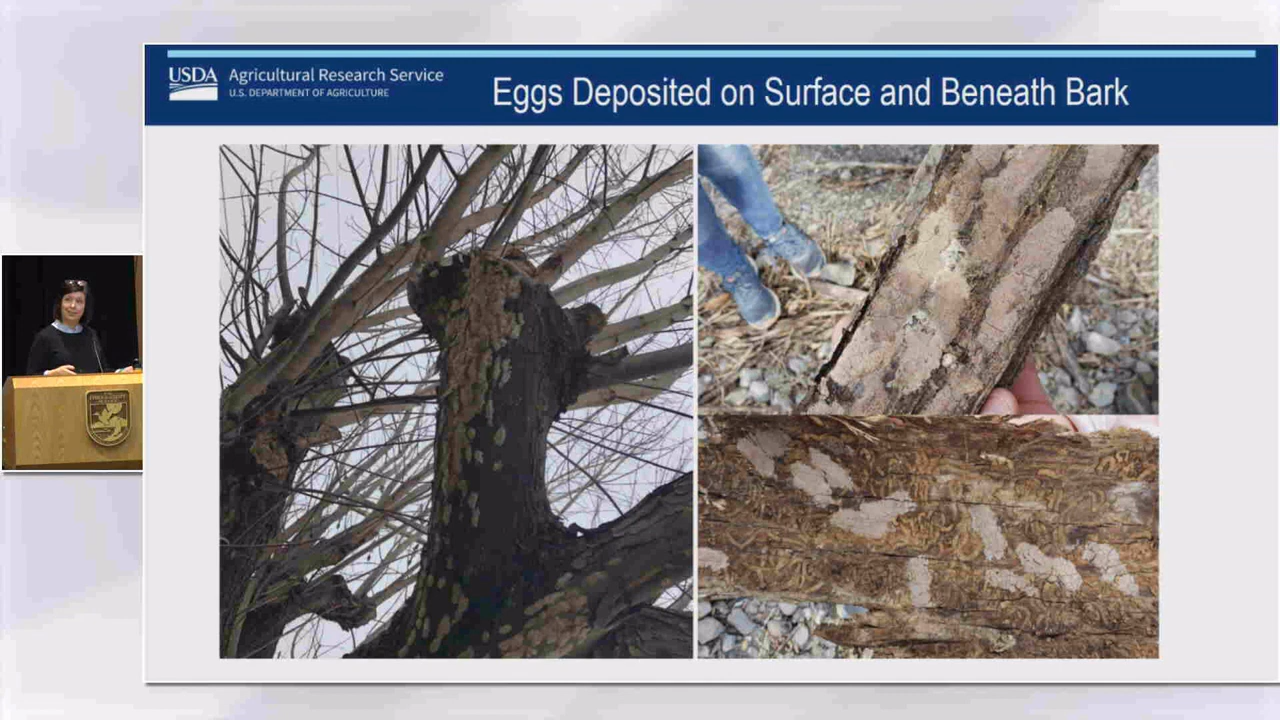 USDA
Agricultural Research Service
U.S. DEPARTMENT OF AGRICULTURE
Eggs Deposited on Surface and Beneath Bark